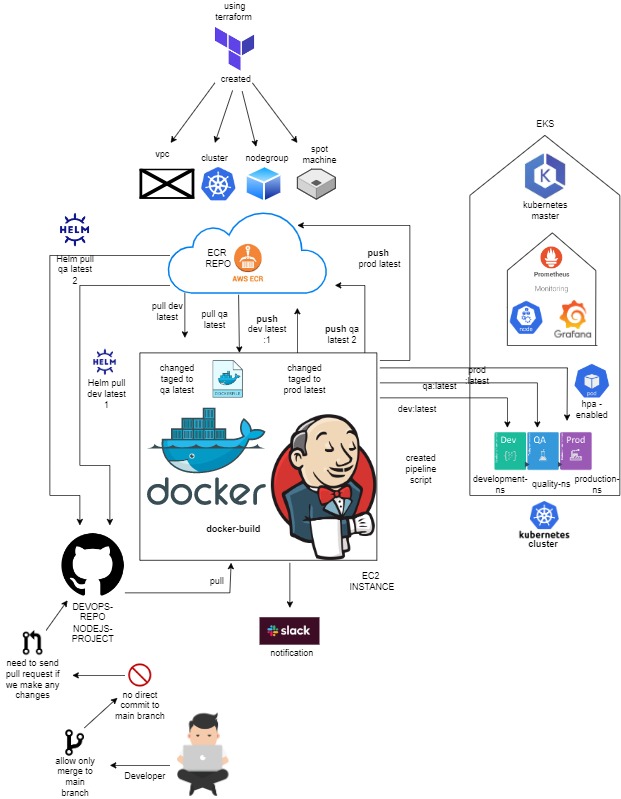 using
terraform
created
vpc
cluster
nodegroup
spot
machine
EKS
kubernetes
master
HELM
Helm pull
qa latest
2
ECR
REPO
AWS ECR
push
prod latest
Prometheus
Monitoring
node
Grafana
pull dev
latest
pull qa
latest
push
dev latest
:1
push qa
latest 2
HELM
Helm pull
dev latest
1
changed
taged to
qa latest
DOCKERFILE
changed
taged to
prod latest
prod
:latest
qa:latest
dev:latest
pod
hpa -
enabled
Dev
QA
Prod
development-
ns
quality-ns
production-
ns
created
pipeline
script
docker
docker-build
kubernetes
cluster
EC2
INSTANCE
pull
DEVOPS-
REPO
NODEJS-
PROJECT
slack
notification
need to send
pull request if
we make any
changes
no direct
commit to
main branch
allow only
merge to
main
branch
Developer